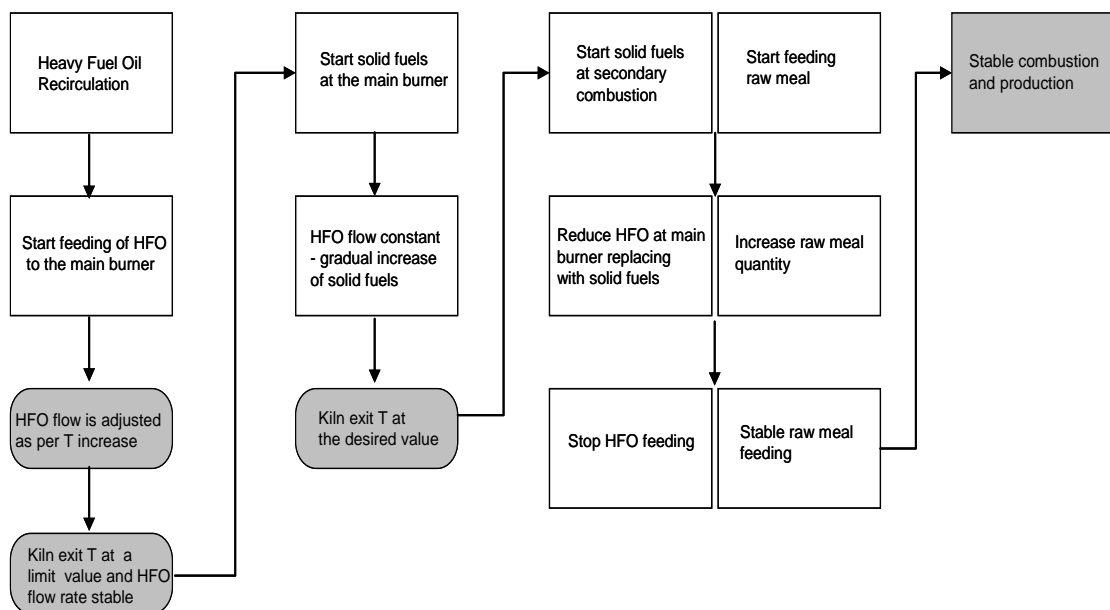 Heavy Fuel Oil
Recirculation
Start feeding of HFO
to the main burner
HFO flow is adjusted
as per T increase
Kiln exit T at a
limit value and HFO
flow rate stable
Start solid fuels
at the main burner
HFO flow constant
- gradual increase
of solid fuels
Kiln exit T at
the desired value
Start solid fuels
at secondary
combustion
Start feeding
raw meal
Reduce HFO at main
burner replacing
with solid fuels
Increase raw meal
quantity
Stop HFO feeding
Stable raw meal
feeding
Stable combustion
and production